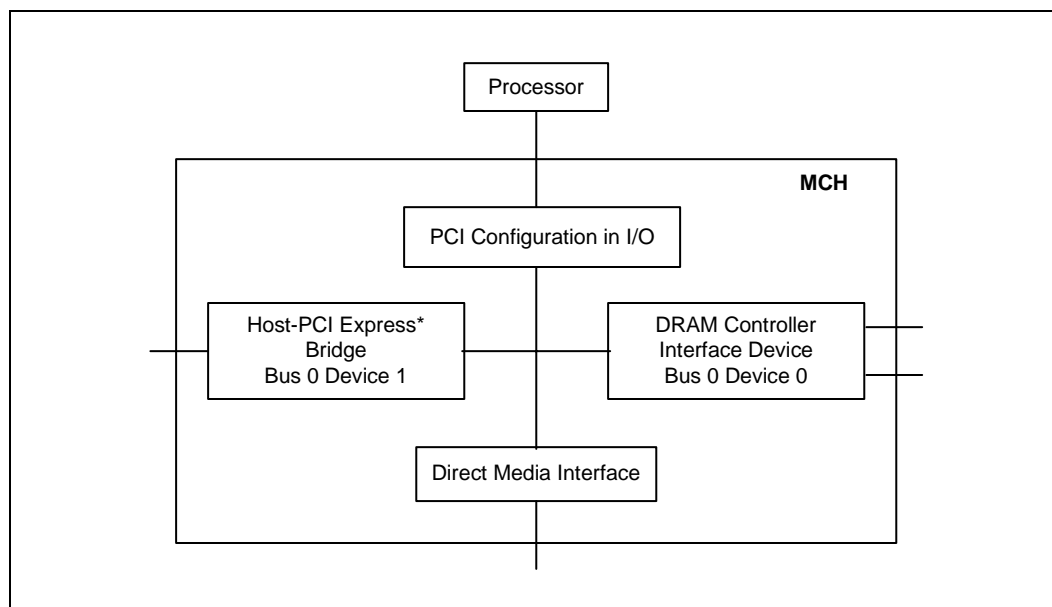 Processor
MCH
PCI Configuration in I/O
Host-PCI Express*
Bridge
Bus 0 Device 1
DRAM Controller
Interface Device
Bus 0 Device 0
Direct Media Interface